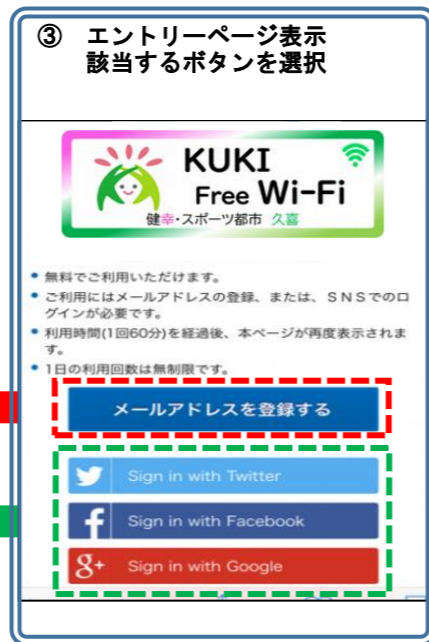 ③ エントリーページ表示
該当するボタンを選択
KUKI
Free Wi-Fi
健幸・スポーツ都市 久喜
• 無料でご利用いただけます。
• ご利用にはメールアドレスの登録、または、SNSでのロ
グインが必要です。
• 利用時間(1回60分)を経過後、本ページが再度表示されま
す。
• 1日の利用回数は無制限です。
メールアドレスを登録する
Sign in with Twitter
f Sign in with Facebook
g+ Sign in with Google